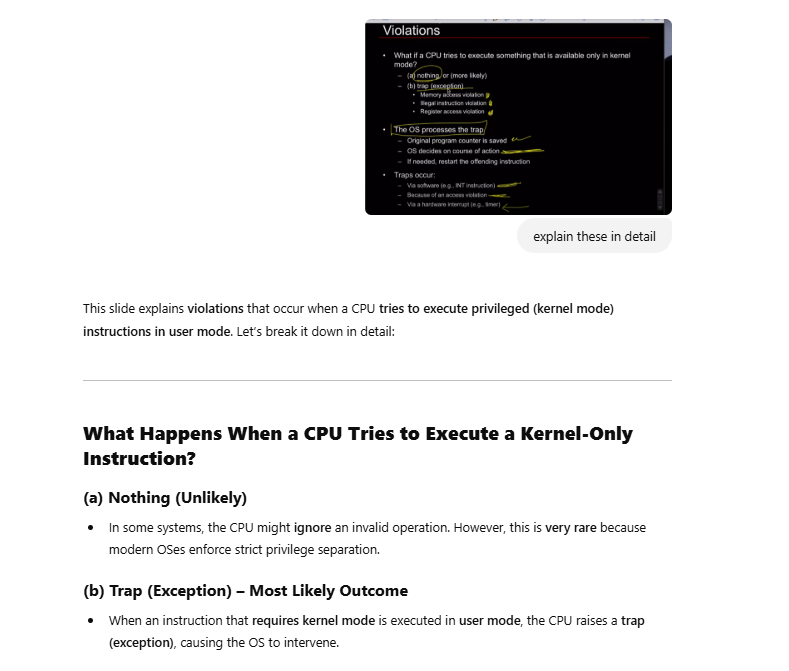 Violations
• What if a CPU tries to execute something that is available only in kernel
mode?
– (a) nothing, or (more likely)
– (b) trap (exception)
• Memory access violation
• Illegal instruction violation
• Register access violation
• The OS processes the trap
– Original program counter is saved
– OS decides on course of action
– If needed, restart the offending instruction
• Traps occur:
– Via software (e.g., INT instruction)
– Because of an access violation
– Via a hardware interrupt (e.g., timer)
explain these in detail
This slide explains violations that occur when a CPU tries to execute privileged (kernel mode)
instructions in user mode. Let's break it down in detail:
What Happens When a CPU Tries to Execute a Kernel-Only
Instruction?
(a) Nothing (Unlikely)
• In some systems, the CPU might ignore an invalid operation. However, this is very rare because
modern OSes enforce strict privilege separation.
(b) Trap (Exception) – Most Likely Outcome
• When an instruction that requires kernel mode is executed in user mode, the CPU raises a trap
(exception), causing the OS to intervene.